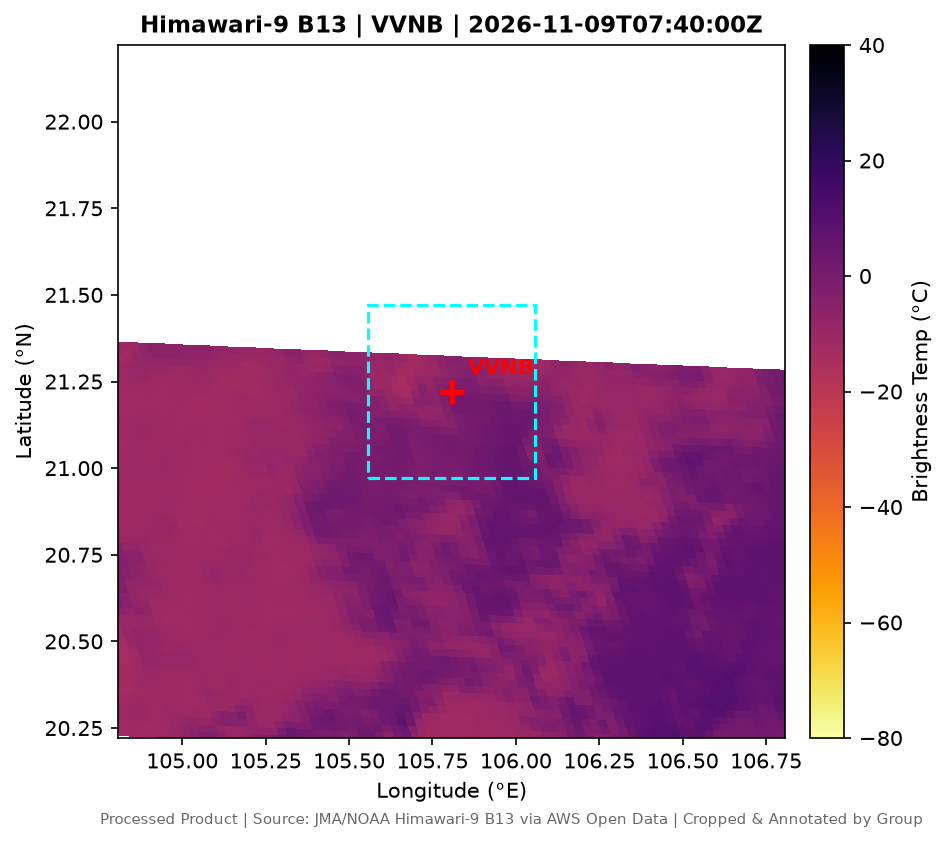 Himawari-9 B13 | VVNB | 2026-11-09T07:40:00Z
40
22.00
20
21.75
0
21.50
VVNB
21.25
−20
21.00
−40
20.75
−60
20.50
20.25
−80
Latitude (°N)
Brightness Temp (°C)
105.00 105.25 105.50 105.75 106.00 106.25 106.50 106.75
Longitude (°E)
Processed Product | Source: JMA/NOAA Himawari-9 B13 via AWS Open Data | Cropped & Annotated by Group